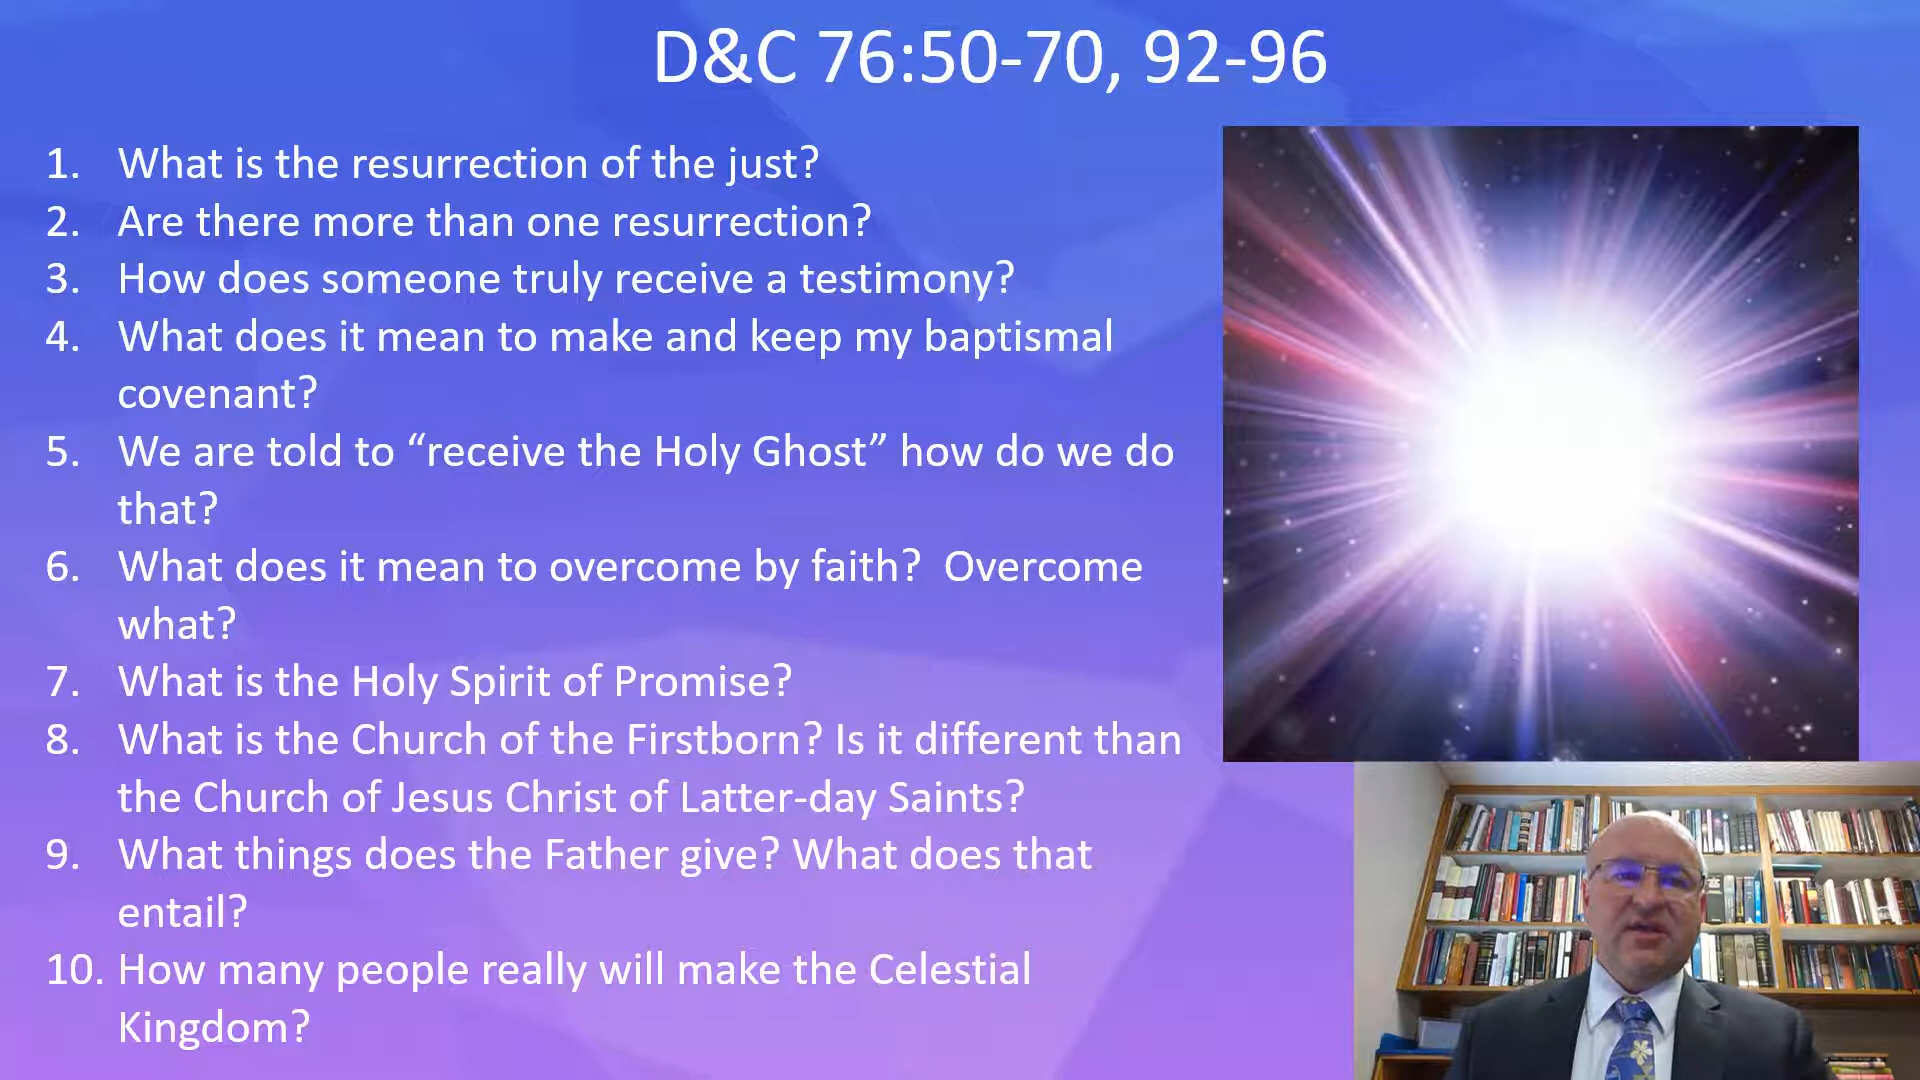 D&C 76:50-70, 92-96
1. What is the resurrection of the just?
2. Are there more than one resurrection?
3. How does someone truly receive a testimony?
4. What does it mean to make and keep my baptismal
covenant?
5. We are told to “receive the Holy Ghost” how do we do
that?
6. What does it mean to overcome by faith?  Overcome
what?
7. What is the Holy Spirit of Promise?
8. What is the Church of the Firstborn? Is it different than
the Church of Jesus Christ of Latter-day Saints?
9. What things does the Father give? What does that
entail?
10. How many people really will make the Celestial
Kingdom?